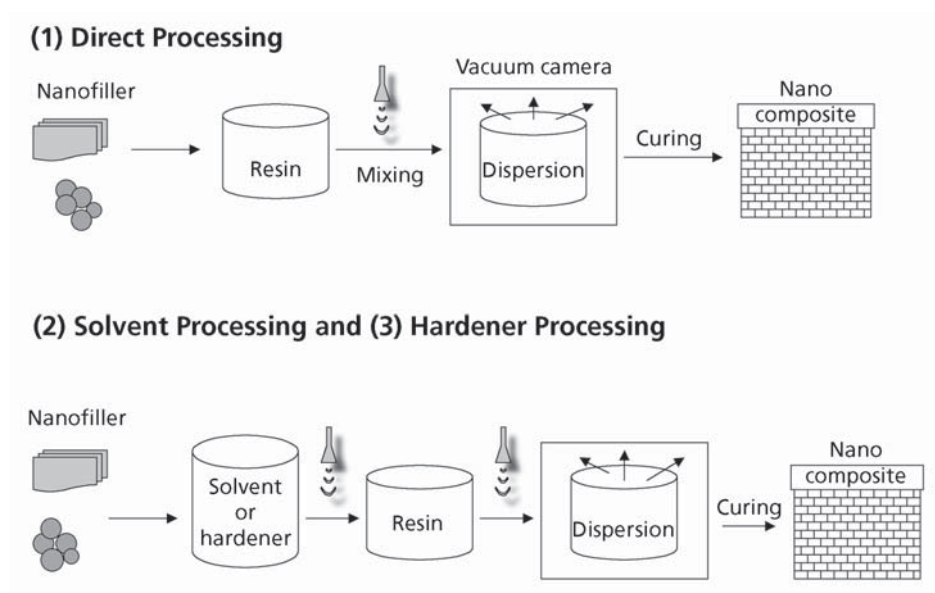 (1) Direct Processing
Nanofiller
Resin
Mixing
Vacuum camera
Dispersion
Curing
Nano
composite
(2) Solvent Processing and (3) Hardener Processing
Nanofiller
Solvent
or
hardener
Resin
Dispersion
Curing
Nano
composite